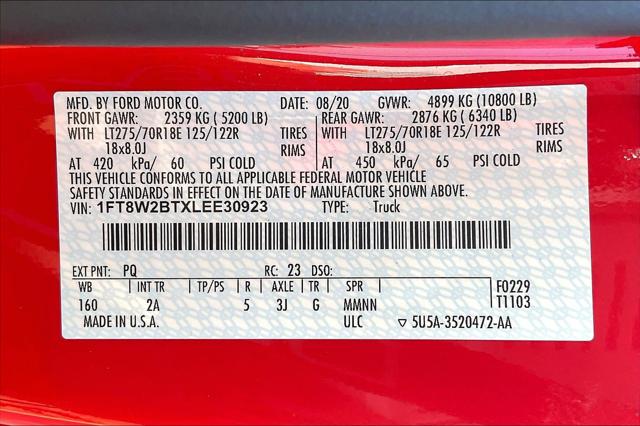 MFD. BY FORD MOTOR CO. DATE: 08/20 GVWR: 4899 KG (10800 LB)
FRONT GAWR: 2359 KG ( 5200 LB) REAR GAWR: 2876 KG ( 6340 LB)
WITH LT275/70R18E 125/122R TIRES WITH LT275/70R18E 125/122R TIRES
18x8.0J RIMS 18x8.0J RIMS
AT 420 kPa/ 60 PSI COLD AT 450 kPa/ 65 PSI COLD
THIS VEHICLE CONFORMS TO ALL APPLICABLE FEDERAL MOTOR VEHICLE
SAFETY STANDARDS IN EFFECT ON THE DATE OF MANUFACTURE SHOWN ABOVE.
VIN: 1FT8W2BTXLEE30923 TYPE: Truck
EXT PNT: PQ RC: 23 DSO:
WB INT TR TP/PS R AXLE TR SPR F0229
160 2A 5 3J G MMNN T1103
MADE IN U.S.A. ULC ▽ 5U5A-3520472-AA